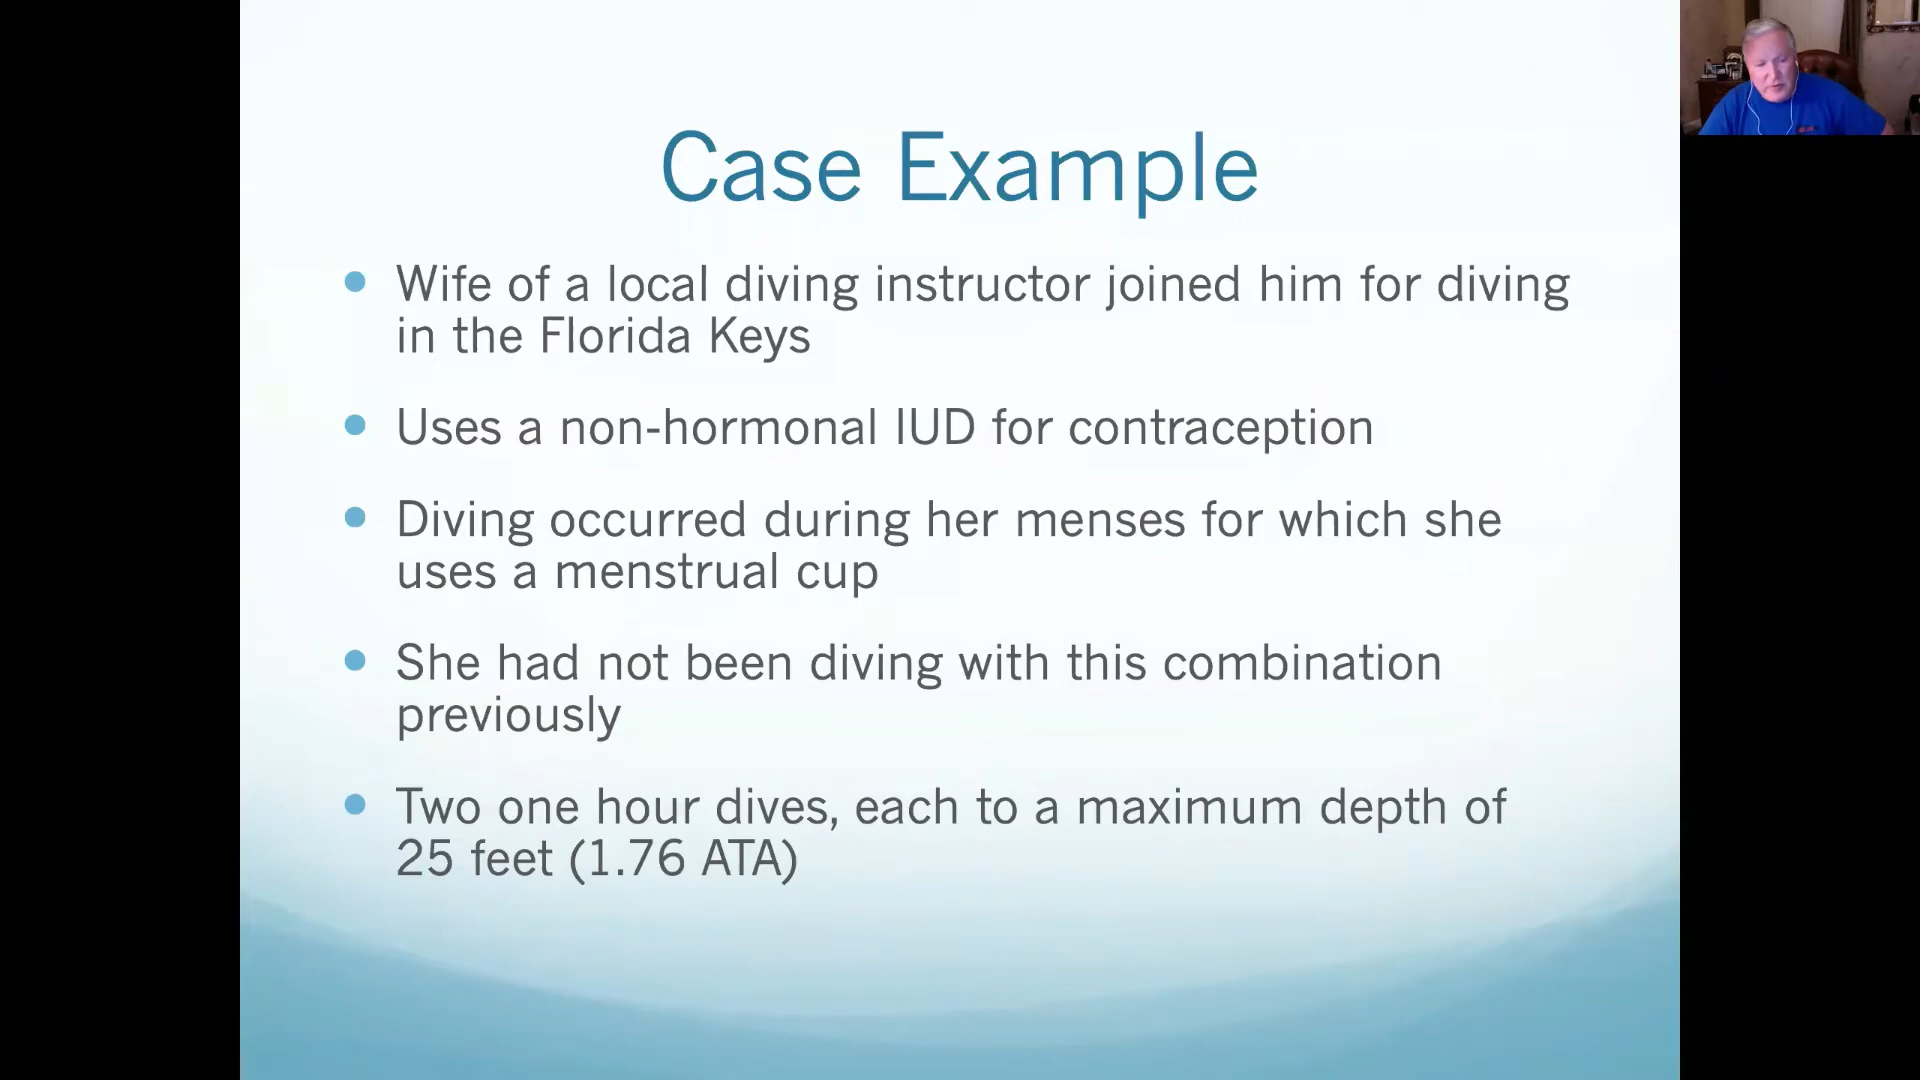 Case Example
Wife of a local diving instructor joined him for diving
in the Florida Keys
Uses a non-hormonal IUD for contraception
Diving occurred during her menses for which she
uses a menstrual cup
She had not been diving with this combination
previously
Two one hour dives, each to a maximum depth of
25 feet (1.76 ATA)